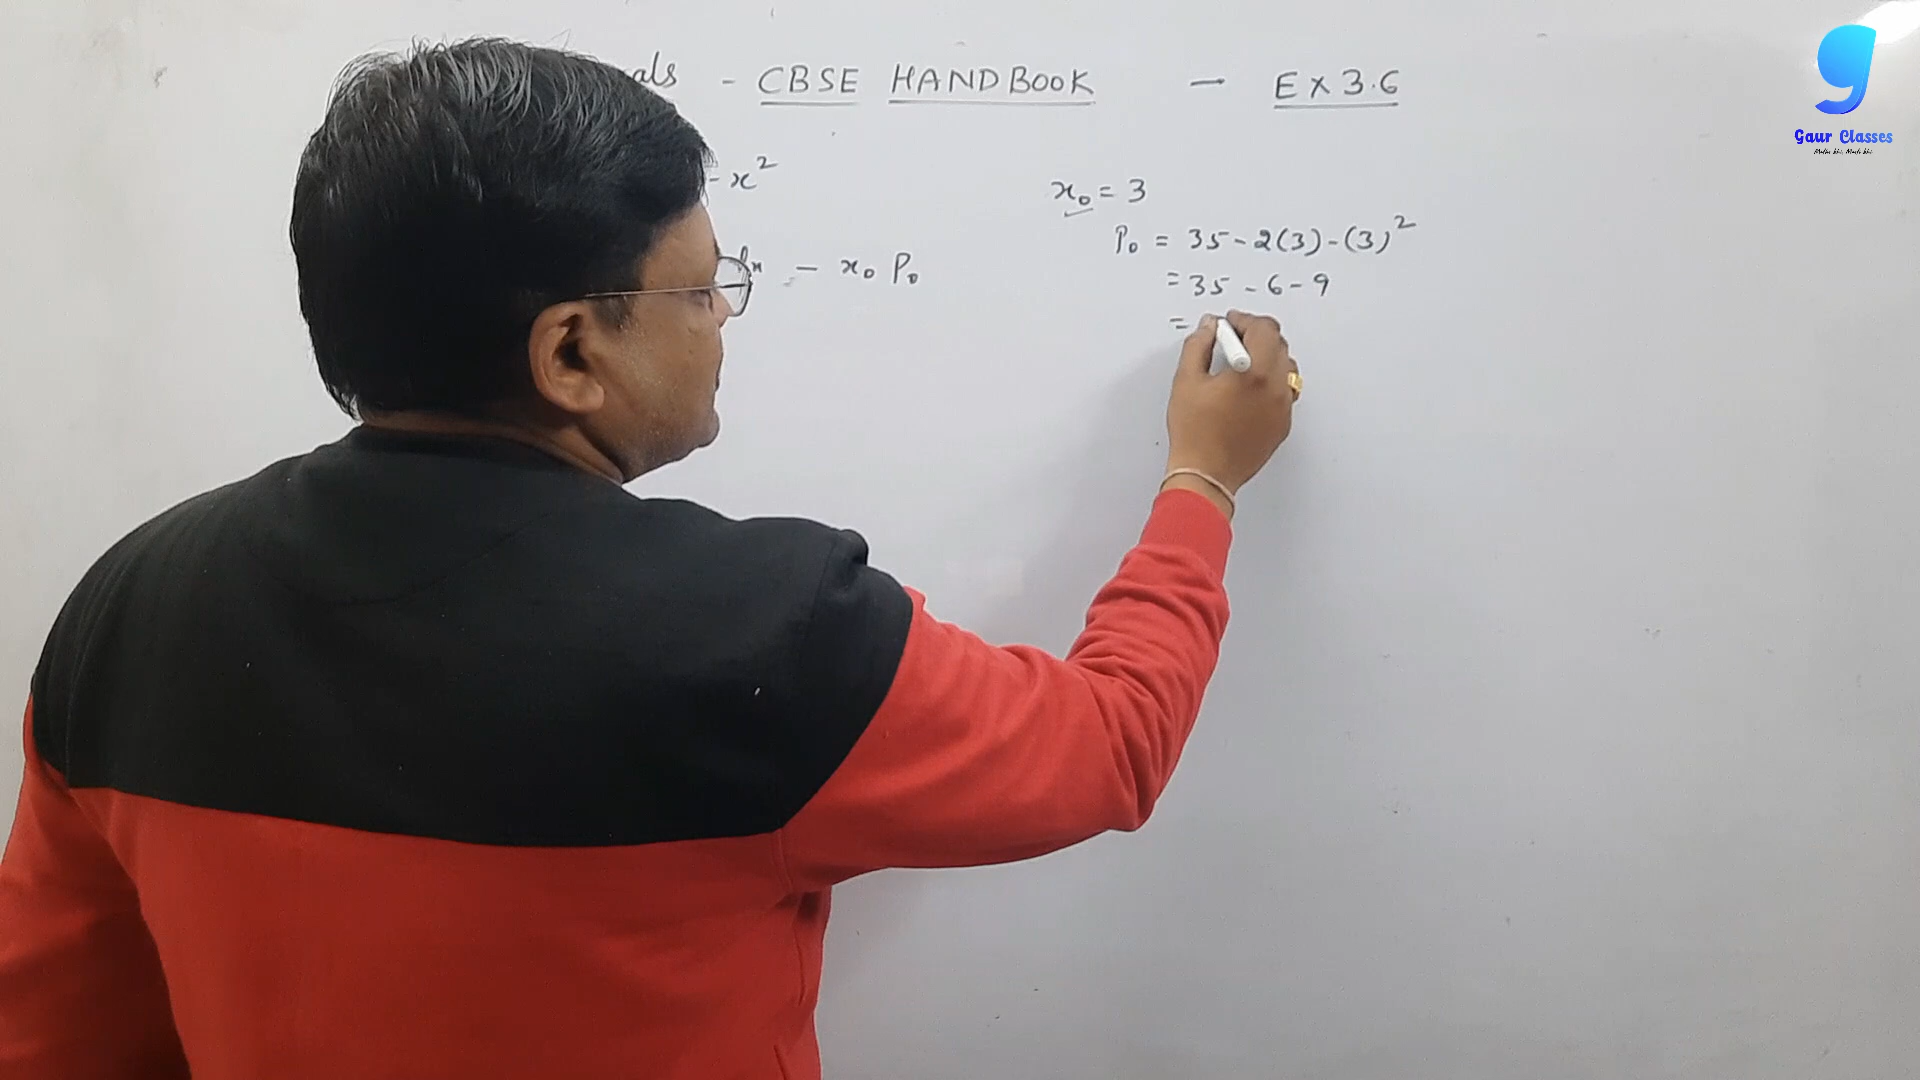 - CBSE HANDBOOK - EX 3.6
- x²
- x₀ P₀
x₀ = 3
P₀ = 35 - 2(3) - (3)²
= 35 - 6 - 9
=
g
Gaur Classes